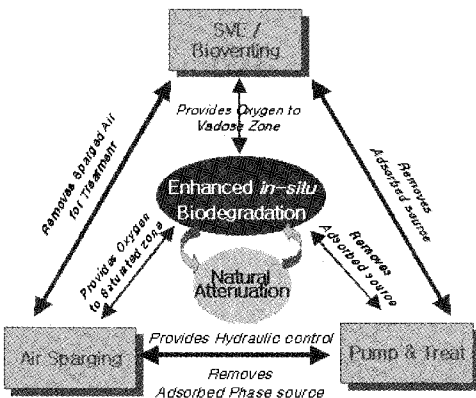 SVE /
Bioventing
Provides Oxygen to
Vadose Zone
Removes Sparged Air
for Treatment
Removes
Adsorbed source
Enhanced in-situ
Biodegradation
Provides Oxygen
to Saturated Zone
Removes
Adsorbed source
Natural
Attenuation
Air Sparging
Provides Hydraulic control
Removes
Adsorbed Phase source
Pump & Treat